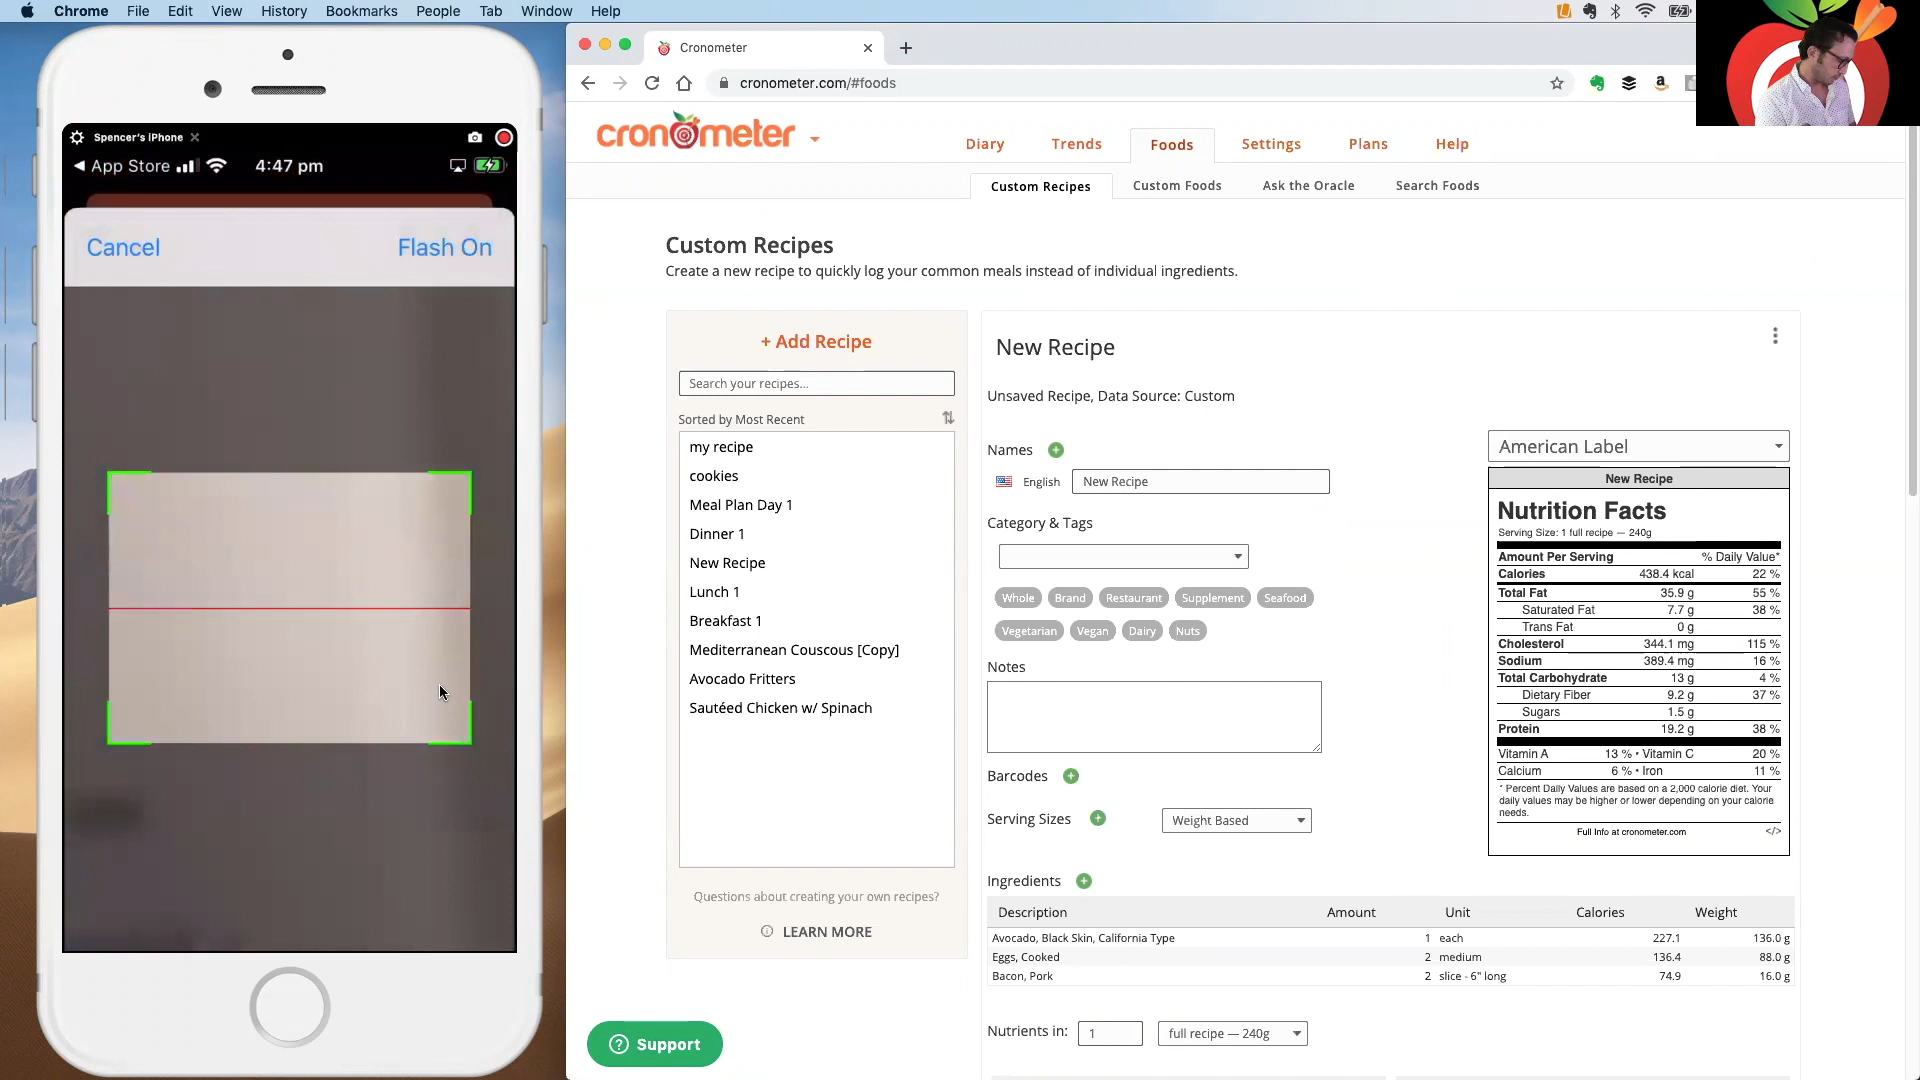 Chrome File Edit View History Bookmarks People Tab Window Help
Spencer's iPhone ×
App Store 4:47 pm
Cancel Flash On
Cronometer
cronometer.com/#foods
cronometer
Diary Trends Foods Settings Plans Help
Custom Recipes Custom Foods Ask the Oracle Search Foods
Custom Recipes
Create a new recipe to quickly log your common meals instead of individual ingredients.
+ Add Recipe
Search your recipes...
Sorted by Most Recent
my recipe
cookies
Meal Plan Day 1
Dinner 1
New Recipe
Lunch 1
Breakfast 1
Mediterranean Couscous [Copy]
Avocado Fritters
Sautéed Chicken w/ Spinach
Questions about creating your own recipes?
LEARN MORE
Support
New Recipe
Unsaved Recipe, Data Source: Custom
Names
English New Recipe
Category & Tags
Whole Brand Restaurant Supplement Seafood
Vegetarian Vegan Dairy Nuts
Notes
Barcodes
Serving Sizes Weight Based
American Label
New Recipe
Nutrition Facts
Serving Size: 1 full recipe — 240g
Amount Per Serving % Daily Value*
Calories 438.4 kcal 22 %
Total Fat 35.9 g 55 %
Saturated Fat 7.7 g 38 %
Trans Fat 0 g
Cholesterol 344.1 mg 115 %
Sodium 389.4 mg 16 %
Total Carbohydrate 13 g 4 %
Dietary Fiber 9.2 g 37 %
Sugars 1.5 g
Protein 19.2 g 38 %
Vitamin A 13 % • Vitamin C 20 %
Calcium 6 % • Iron 11 %
* Percent Daily Values are based on a 2,000 calorie diet. Your
daily values may be higher or lower depending on your calorie
needs.
Full Info at cronometer.com </>
Ingredients
Description Amount Unit Calories Weight
Avocado, Black Skin, California Type 1 each 227.1 136.0 g
Eggs, Cooked 2 medium 136.4 88.0 g
Bacon, Pork 2 slice - 6" long 74.9 16.0 g
Nutrients in: 1 full recipe — 240g